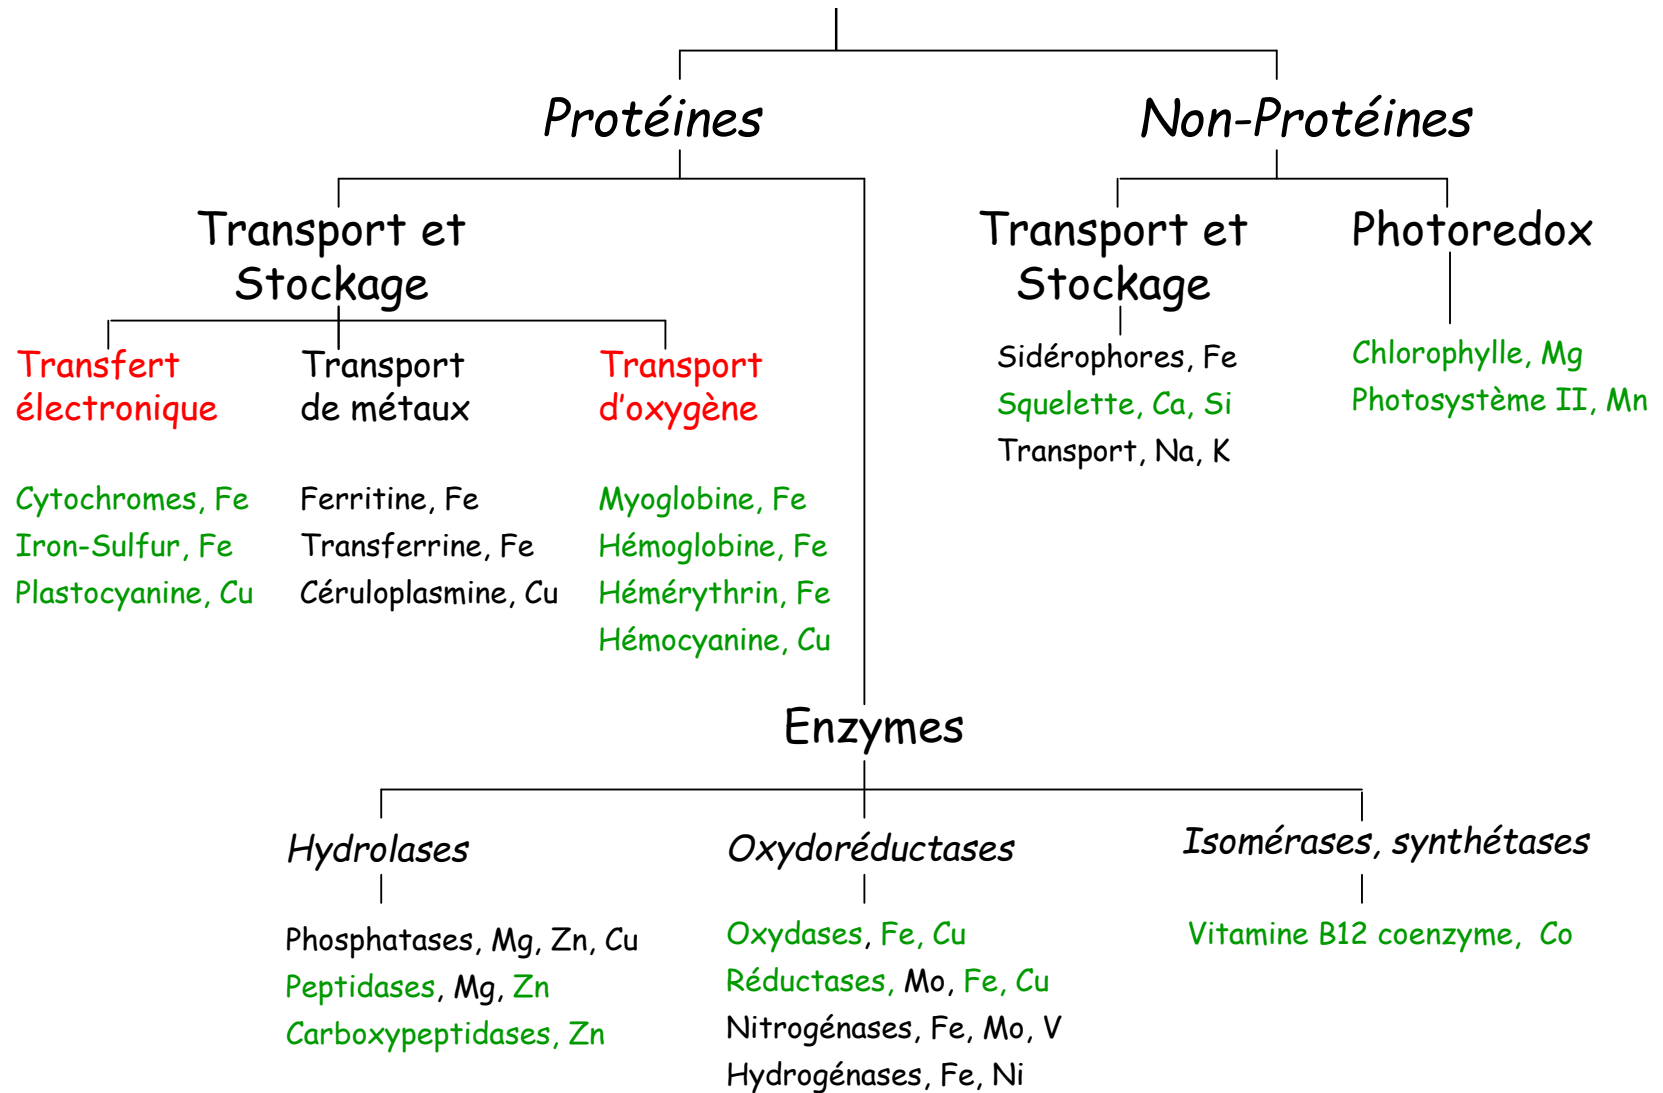 Protéines
Non-Protéines
Transport et
Stockage
Transfert
électronique
Cytochromes, Fe
Iron-Sulfur, Fe
Plastocyanine, Cu
Transport
de métaux
Ferritine, Fe
Transferrine, Fe
Céruloplasmine, Cu
Transport
d'oxygène
Myoglobine, Fe
Hémoglobine, Fe
Hémérythrin, Fe
Hémocyanine, Cu
Transport et
Stockage
Sidérophores, Fe
Squelette, Ca, Si
Transport, Na, K
Photoredox
Chlorophylle, Mg
Photosystème II, Mn
Enzymes
Hydrolases
Phosphatases, Mg, Zn, Cu
Peptidases, Mg, Zn
Carboxypeptidases, Zn
Oxydoréductases
Oxydases, Fe, Cu
Réductases, Mo, Fe, Cu
Nitrogénases, Fe, Mo, V
Hydrogénases, Fe, Ni
Isomérases, synthétases
Vitamine B12 coenzyme, Co